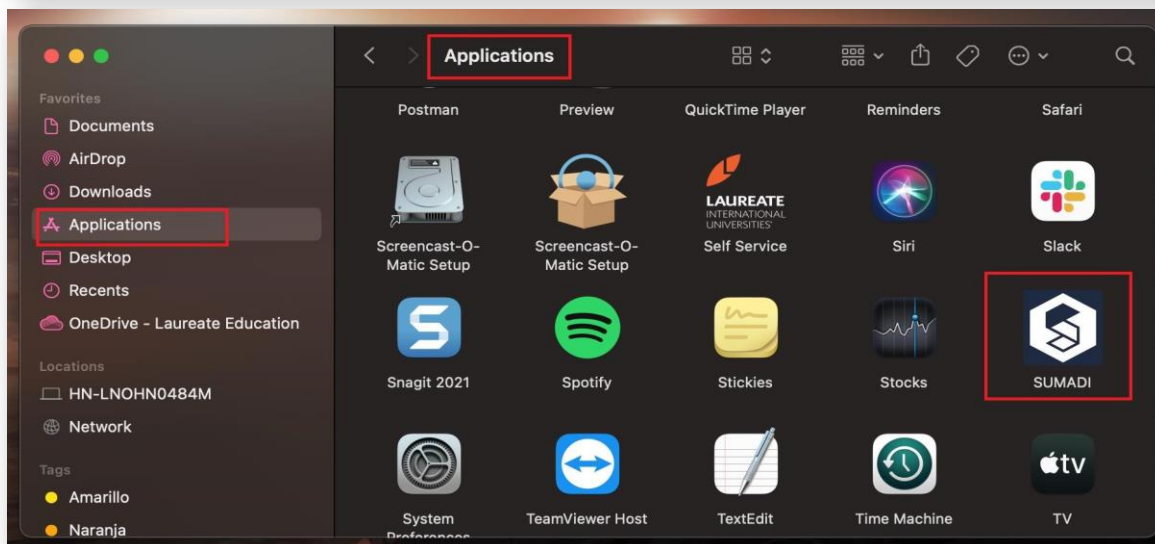 Applications
Favorites
Documents
AirDrop
Downloads
Applications
Desktop
Recents
OneDrive - Laureate Education
Locations
HN-LNOHN0484M
Network
Tags
Amarillo
Naranja
Postman
Preview
QuickTime Player
Reminders
Safari
LAUREATE
INTERNATIONAL
UNIVERSITIES
Screencast-O-
Matic Setup
Screencast-O-
Matic Setup
Self Service
Siri
Slack
Snagit 2021
Spotify
Stickies
Stocks
SUMADI
tv
System
Preferences
TeamViewer Host
TextEdit
Time Machine
TV